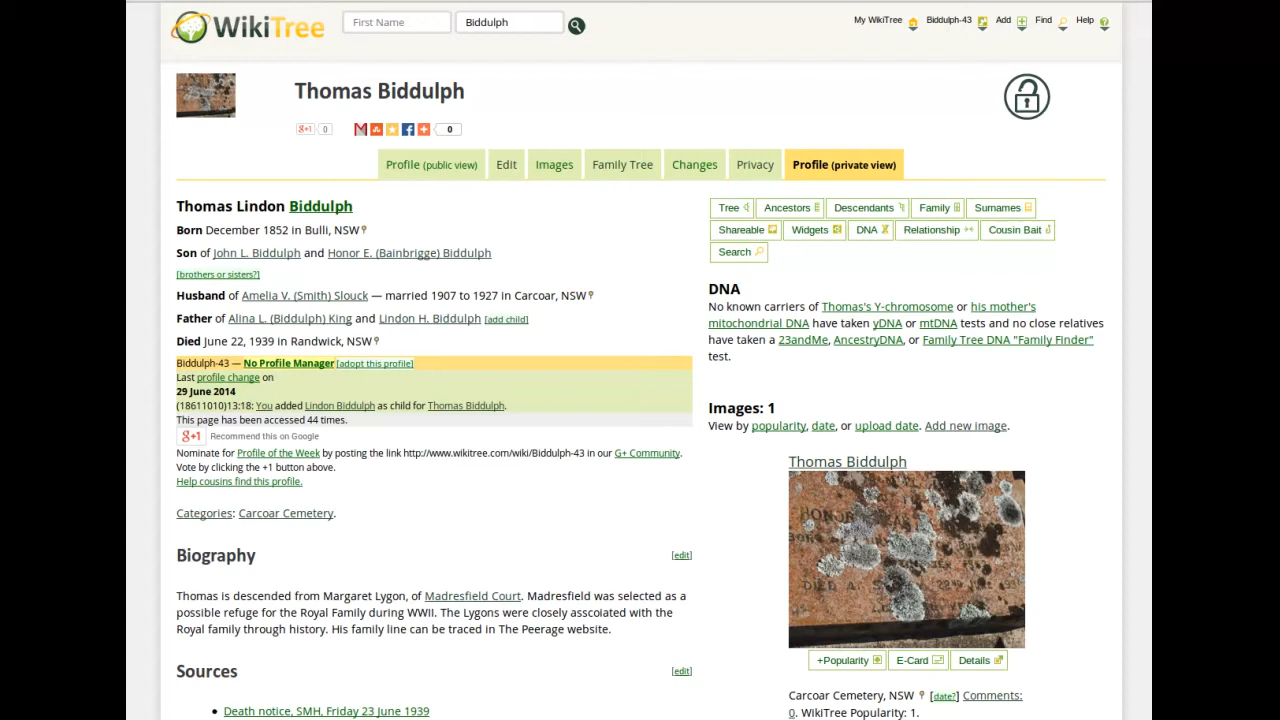 WikiTree
First Name
Biddulph
My WikiTree
Biddulph-43
Add
Find
Help
Thomas Biddulph
g+1 0
0
Profile (public view)
Edit
Images
Family Tree
Changes
Privacy
Profile (private view)
Thomas Lindon Biddulph
Born December 1852 in Bulli, NSW
Son of John L. Biddulph and Honor E. (Bainbrigge) Biddulph
[brothers or sisters?]
Husband of Amelia V. (Smith) Slouck — married 1907 to 1927 in Carcoar, NSW
Father of Alina L. (Biddulph) King and Lindon H. Biddulph [add child]
Died June 22, 1939 in Randwick, NSW
Biddulph-43 — No Profile Manager [adopt this profile]
Last profile change on
29 June 2014
(18611010)13:18: You added Lindon Biddulph as child for Thomas Biddulph.
This page has been accessed 44 times.
g+1 Recommend this on Google
Nominate for Profile of the Week by posting the link http://www.wikitree.com/wiki/Biddulph-43 in our G+ Community.
Vote by clicking the +1 button above.
Help cousins find this profile.
Categories: Carcoar Cemetery.
Biography [edit]
Thomas is descended from Margaret Lygon, of Madresfield Court. Madresfield was selected as a
possible refuge for the Royal Family during WWII. The Lygons were closely asscoiated with the
Royal family through history. His family line can be traced in The Peerage website.
Sources [edit]
Death notice, SMH, Friday 23 June 1939
Tree Ancestors Descendants Family Surnames
Shareable Widgets DNA Relationship Cousin Bait
Search
DNA
No known carriers of Thomas's Y-chromosome or his mother's
mitochondrial DNA have taken yDNA or mtDNA tests and no close relatives
have taken a 23andMe, AncestryDNA, or Family Tree DNA "Family Finder"
test.
Images: 1
View by popularity, date, or upload date. Add new image.
Thomas Biddulph
+Popularity E-Card Details
Carcoar Cemetery, NSW [date?] Comments:
0. WikiTree Popularity: 1.